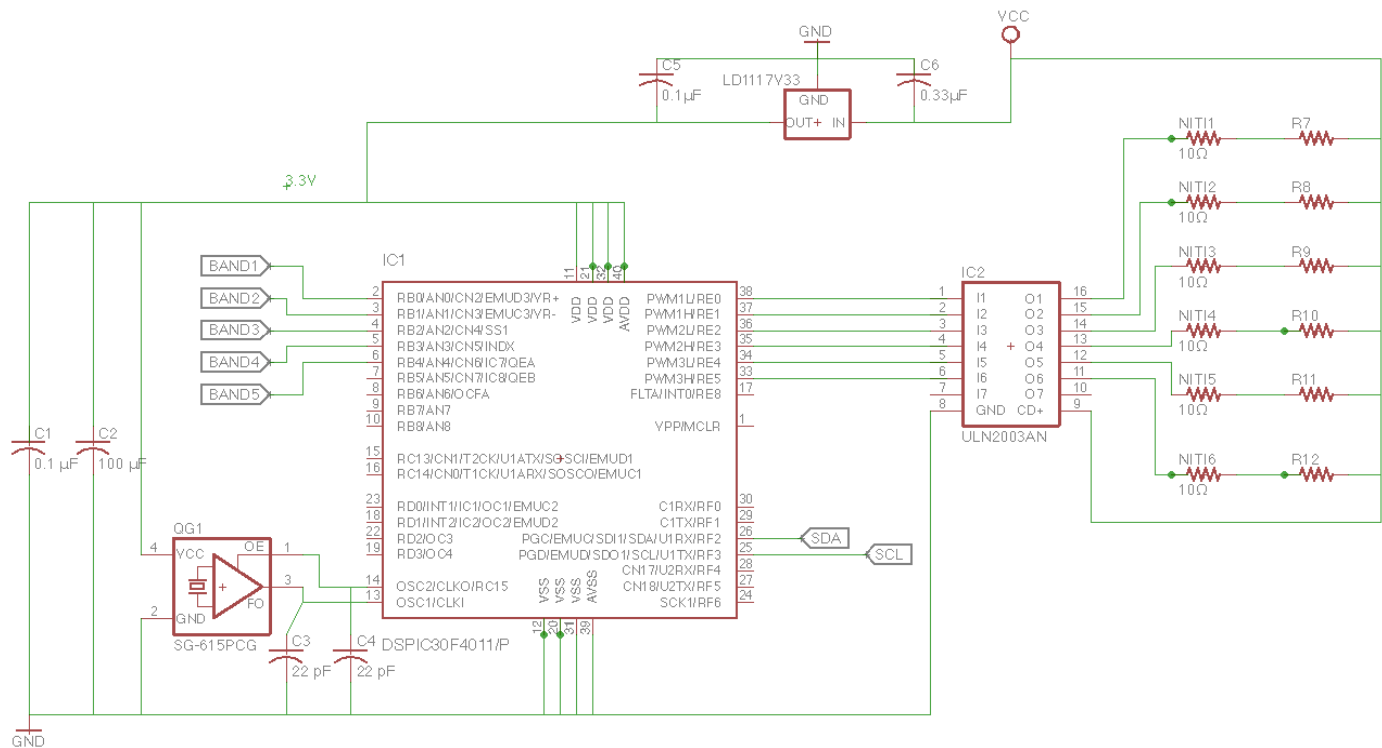 VCC
GND
C5
0.1µF
LD1117V33
C6
0.33µF
GND
OUT+ IN
3.3V
NITI1
10Ω
R7
NITI2
10Ω
R8
NITI3
10Ω
R9
NITI4
10Ω
R10
NITI5
10Ω
R11
NITI6
10Ω
R12
BAND1
BAND2
BAND3
BAND4
BAND5
IC1
11
21
32
40
VDD
VDD
VDD
AVDD
2 RB0/AN0/CN2/EMUD3/VR+
3 RB1/AN1/CN3/EMUC3/VR-
4 RB2/AN2/CN4/SS1
5 RB3/AN3/CN5/INDX
6 RB4/AN4/CN6/IC7/QEA
7 RB5/AN5/CN7/IC8/QEB
8 RB6/AN6/OCFA
9 RB7/AN7
10 RB8/AN8
15 RC13/CN1/T2CK/U1ATX/SOSCI/EMUD1
16 RC14/CN0/T1CK/U1ARX/SOSCO/EMUC1
23 RD0/INT1/IC1/OC1/EMUC2
18 RD1/INT2/IC2/OC2/EMUD2
22 RD2/OC3
19 RD3/OC4
14 OSC2/CLKO/RC15
13 OSC1/CLKI
PWM1L/RE0 38
PWM1H/RE1 37
PWM2L/RE2 36
PWM2H/RE3 35
PWM3L/RE4 34
PWM3H/RE5 33
FLTA/INT0/RE8 17
VPP/MCLR 1
C1RX/RF0 30
C1TX/RF1 29
PGC/EMUC/SDI1/SDA/U1RX/RF2 26
PGD/EMUD/SDO1/SCL/U1TX/RF3 25
CN17/U2RX/RF4 28
CN18/U2TX/RF5 27
SCK1/RF6 24
VSS
VSS
VSS
AVSS
12
20
31
39
DSPIC30F4011/P
SDA
SCL
IC2
1 I1 O1 16
2 I2 O2 15
3 I3 O3 14
4 I4 + O4 13
5 I5 O5 12
6 I6 O6 11
7 I7 O7 10
8 GND CD+ 9
ULN2003AN
C1
0.1 µF
C2
100 µF
QG1
4 VCC
OE 1
3
FO
2 GND
SG-615PCG
C3
22 pF
C4
22 pF
GND